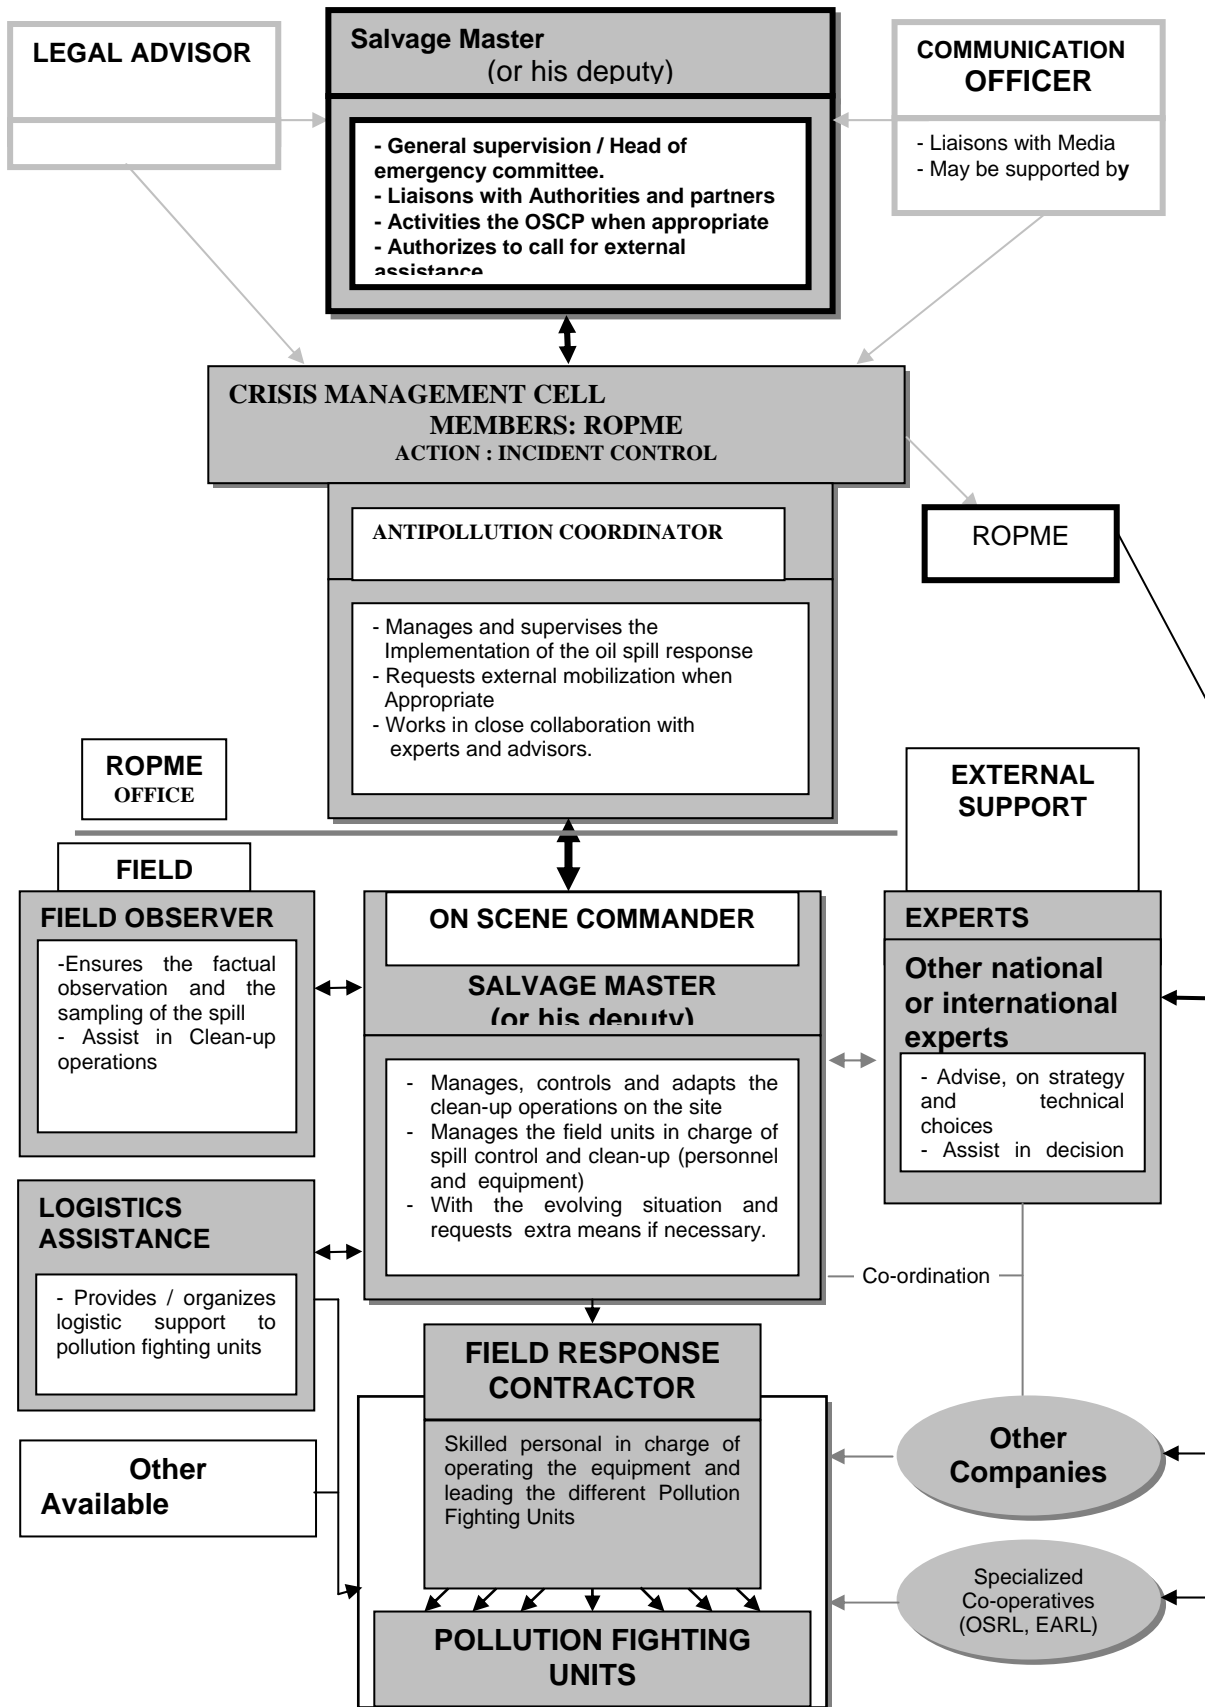 LEGAL ADVISOR
Salvage Master
(or his deputy)
- General supervision / Head of
emergency committee.
- Liaisons with Authorities and partners
- Activities the OSCP when appropriate
- Authorizes to call for external
assistance
COMMUNICATION
OFFICER
- Liaisons with Media
- May be supported by
CRISIS MANAGEMENT CELL
MEMBERS: ROPME
ACTION : INCIDENT CONTROL
ANTIPOLLUTION COORDINATOR
- Manages and supervises the
Implementation of the oil spill response
- Requests external mobilization when
Appropriate
- Works in close collaboration with
experts and advisors.
ROPME
ROPME
OFFICE
EXTERNAL
SUPPORT
FIELD
FIELD OBSERVER
-Ensures the factual
observation and the
sampling of the spill
- Assist in Clean-up
operations
ON SCENE COMMANDER
SALVAGE MASTER
(or his deputy)
- Manages, controls and adapts the
clean-up operations on the site
- Manages the field units in charge of
spill control and clean-up (personnel
and equipment)
- With the evolving situation and
requests extra means if necessary.
EXPERTS
Other national
or international
experts
- Advise, on strategy
and technical
choices
- Assist in decision
LOGISTICS
ASSISTANCE
- Provides / organizes
logistic support to
pollution fighting units
Co-ordination
FIELD RESPONSE
CONTRACTOR
Skilled personal in charge of
operating the equipment and
leading the different Pollution
Fighting Units
Other
Available
Other
Companies
Specialized
Co-operatives
(OSRL, EARL)
POLLUTION FIGHTING
UNITS